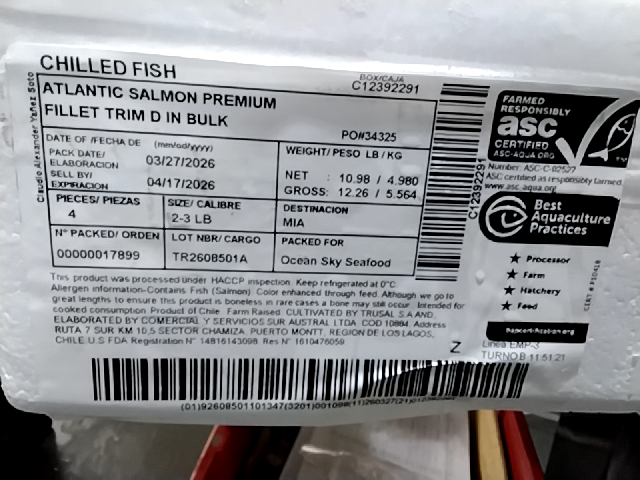 CHILLED FISH
BOX/CAJA
C12392291
ATLANTIC SALMON PREMIUM
FILLET TRIM D IN BULK
PO#34325
DATE OF /FECHA DE (mm/dd/yyyy)
PACK DATE/
ELABORACION 03/27/2026
SELL BY/
EXPIRACION 04/17/2026
WEIGHT/ PESO LB / KG
NET : 10.98 / 4.980
GROSS: 12.26 / 5.564
PIECES/ PIEZAS
4
SIZE/ CALIBRE
2-3 LB
DESTINACION
MIA
N° PACKED/ ORDEN
00000017899
LOT NBR/ CARGO
TR2608501A
PACKED FOR
Ocean Sky Seafood
Claudio Alexander Yañez Soto
C12392291
This product was processed under HACCP inspection. Keep refrigerated at 0°C.
Allergen information-Contains Fish (Salmon). Color enhanced through feed. Although we go to
great lengths to ensure this product is boneless in rare cases a bone may still occur. Intended for
cooked consumption. Product of Chile. Farm Raised. CULTIVATED BY TRUSAL S.A AND,
ELABORATED BY COMERCIAL Y SERVICIOS SUR AUSTRAL LTDA. COD 10884. Address
RUTA 7 SUR KM 10,5 SECTOR CHAMIZA, PUERTO MONTT, REGION DE LOS LAGOS,
CHILE. U.S FDA Registration N° 14816143098 Res N° 1610476059
Z
Linea EMP-3
TURNO B 11:51:21
FARMED
RESPONSIBLY
asc
CERTIFIED
ASC-AQUA.ORG
Number: ASC-C-02527
ASC certified as responsibly farmed
www.asc.aqua.org
Best
Aquaculture
Practices
★ Processor
★ Farm
★ Hatchery
★ Feed
bapcertification.org